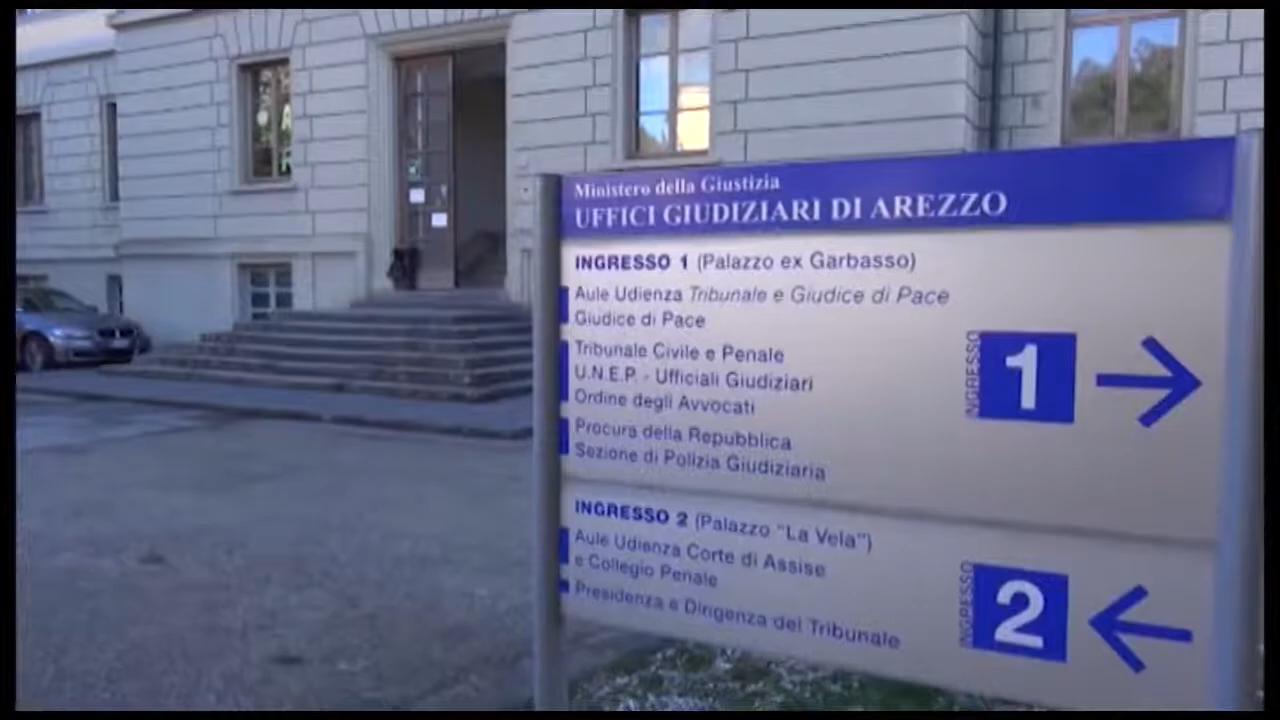 Ministero della Giustizia
UFFICI GIUDIZIARI DI AREZZO
INGRESSO 1 (Palazzo ex Garbasso)
Aule Udienza Tribunale e Giudice di Pace
Giudice di Pace
Tribunale Civile e Penale
U.N.E.P. - Ufficiali Giudiziari
Ordine degli Avvocati
Procura della Repubblica
Sezione di Polizia Giudiziaria
INGRESSO 1
INGRESSO 2 (Palazzo "La Vela")
Aule Udienza Corte di Assise
e Collegio Penale
Presidenza e Dirigenza del Tribunale
INGRESSO 2